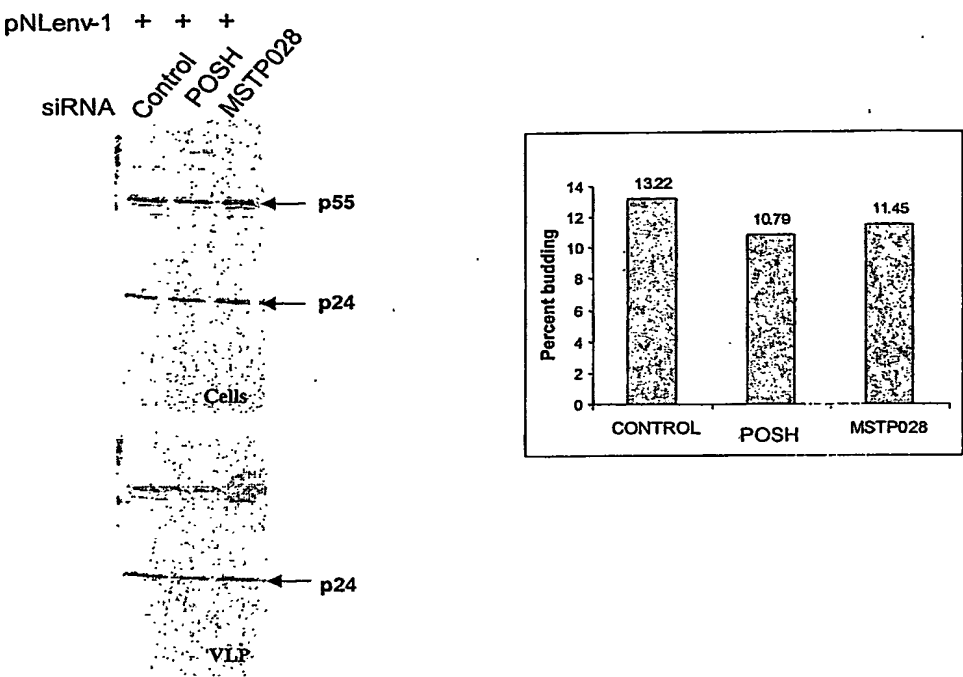 pNLenv-1 + + +
siRNA Control POSH MSTP028
p55
p24
Cells
p24
VLP
Percent budding
14
12
10
8
6
4
2
0
13.22
10.79
11.45
CONTROL POSH MSTP028